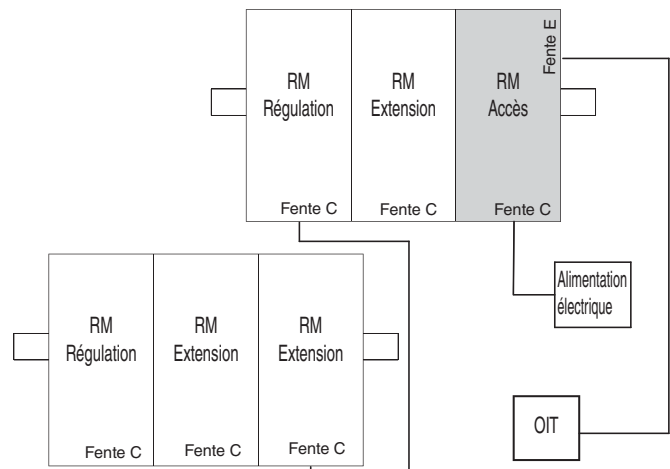 Fente E
RM
Régulation
RM
Extension
RM
Accès
Fente C
Fente C
Fente C
Alimentation
électrique
RM
Régulation
RM
Extension
RM
Extension
Fente C
Fente C
Fente C
OIT